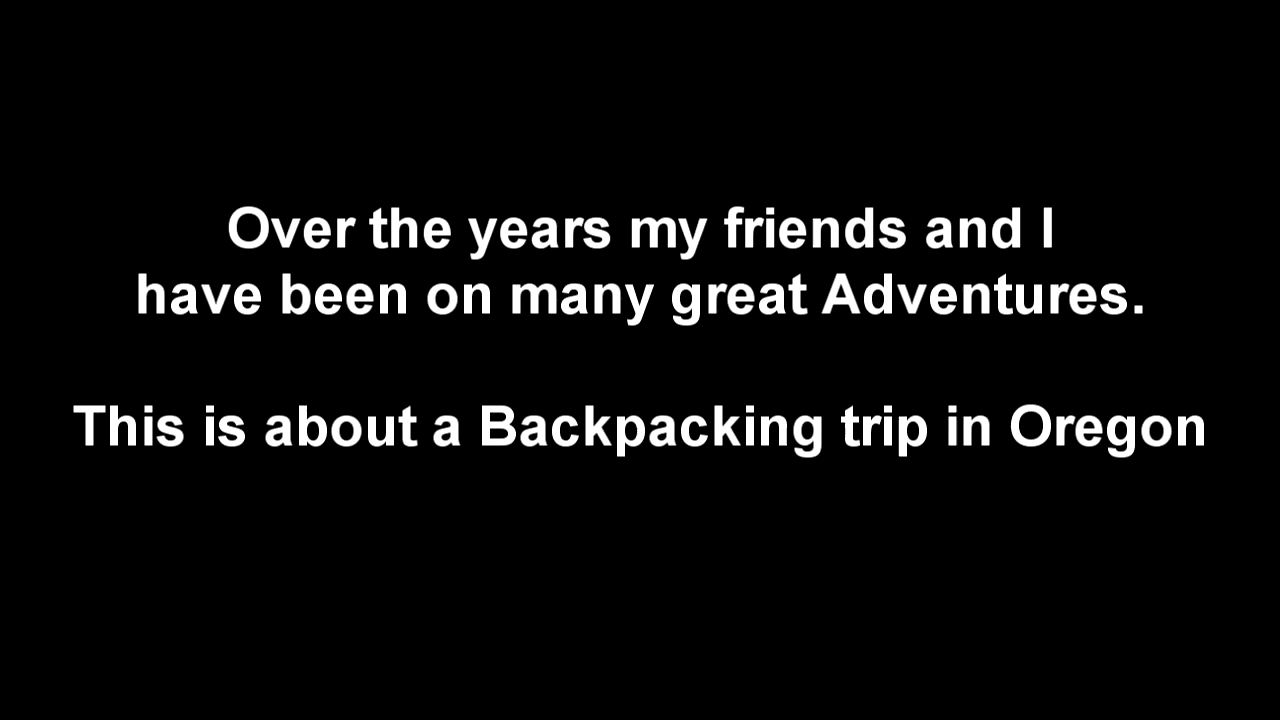 Over the years my friends and I
have been on many great Adventures.
This is about a Backpacking trip in Oregon